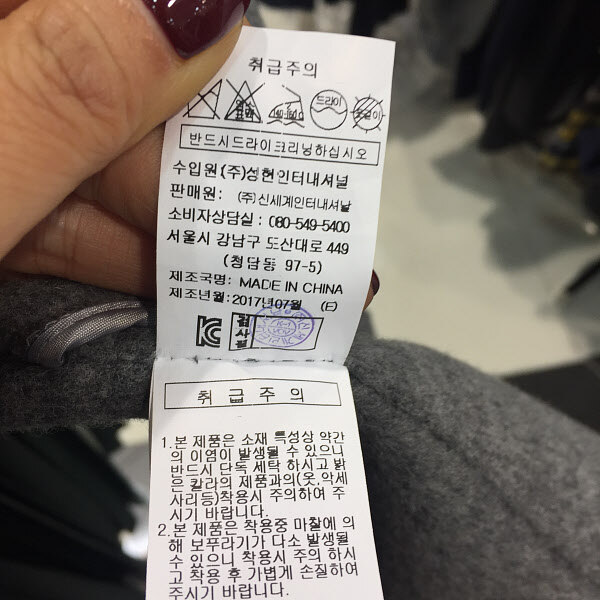 취급주의
염소
표백
140-160℃
드라이
반드시드라이크리닝하십시오
수입원:(주)성현인터내셔널
판매원: (주)신세계인터내셔날
소비자상담실 : 080-549-5400
서울시 강남구 도산대로 449
(청담동 97-5)
제조국명: MADE IN CHINA
제조년월:2017년07월 (E)
검사필
취급주의
1.본 제품은 소재 특성상 약간
의 이염이 발생될 수 있으니
반드시 단독 세탁 하시고 밝
은 칼라의 제품과의(옷,악세
사리등)착용시 주의하여 주
시기 바랍니다.
2.본 제품은 착용중 마찰에 의
해 보푸라기가 다소 발생될
수 있으니 착용시 주의 하시
고 착용 후 가볍게 손질하여
주시기 바랍니다.